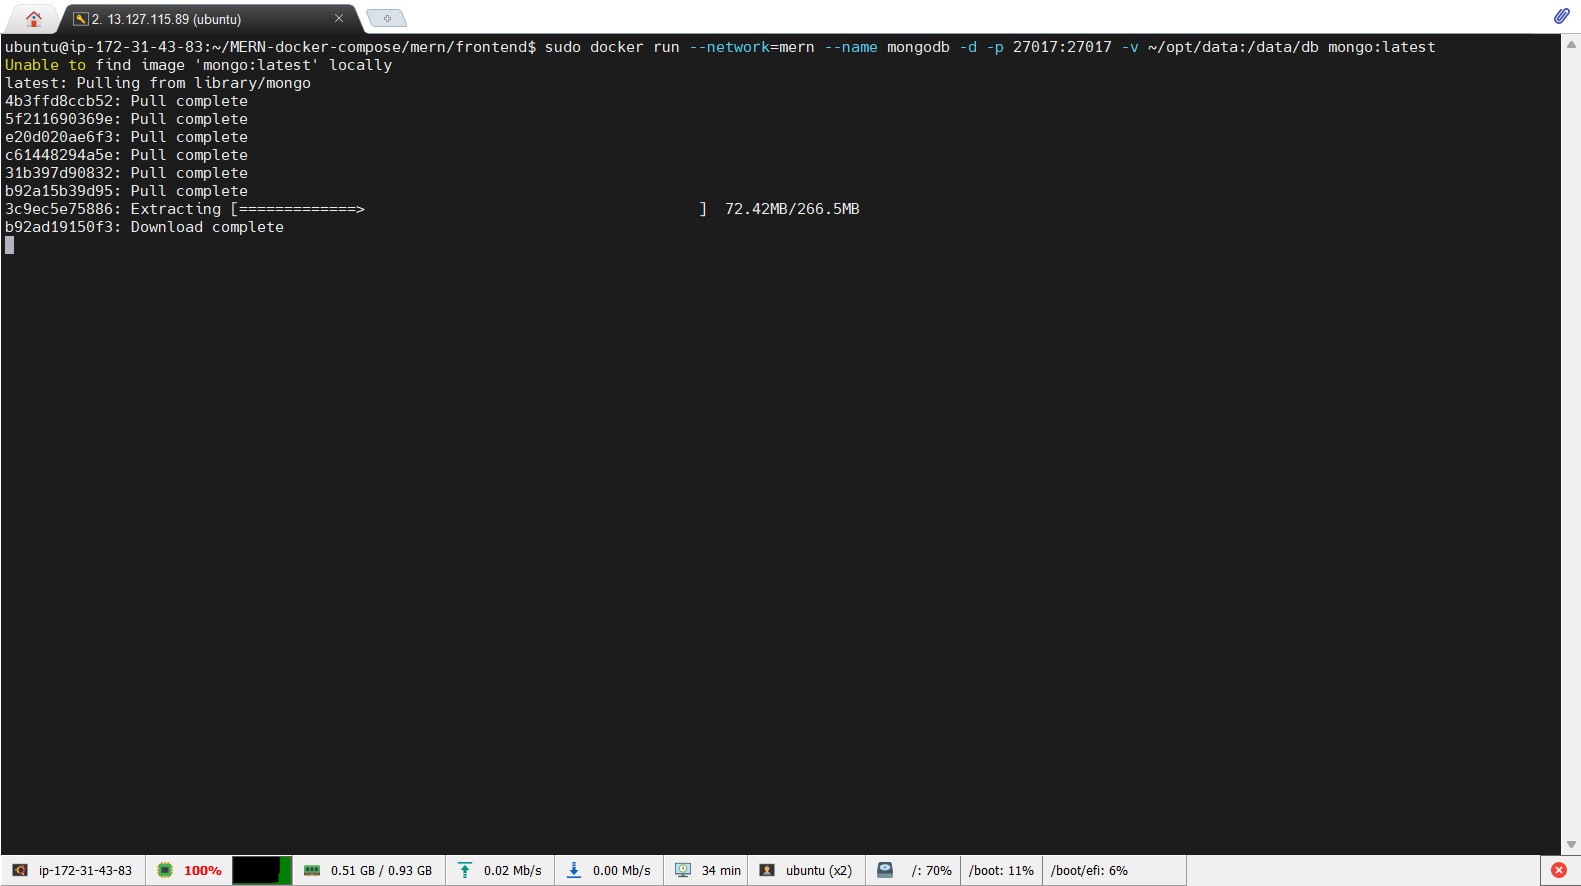 2. 13.127.115.89 (ubuntu)
ubuntu@ip-172-31-43-83:~/MERN-docker-compose/mern/frontend$ sudo docker run --network=mern --name mongodb -d -p 27017:27017 -v ~/opt/data:/data/db mongo:latest
Unable to find image 'mongo:latest' locally
latest: Pulling from library/mongo
4b3ffd8ccb52: Pull complete
5f211690369e: Pull complete
e20d020ae6f3: Pull complete
c61448294a5e: Pull complete
31b397d90832: Pull complete
b92a15b39d95: Pull complete
3c9ec5e75886: Extracting [=============>                                     ]  72.42MB/266.5MB
b92ad19150f3: Download complete
ip-172-31-43-83 100% 0.51 GB / 0.93 GB 0.02 Mb/s 0.00 Mb/s 34 min ubuntu (x2) /: 70% /boot: 11% /boot/efi: 6%